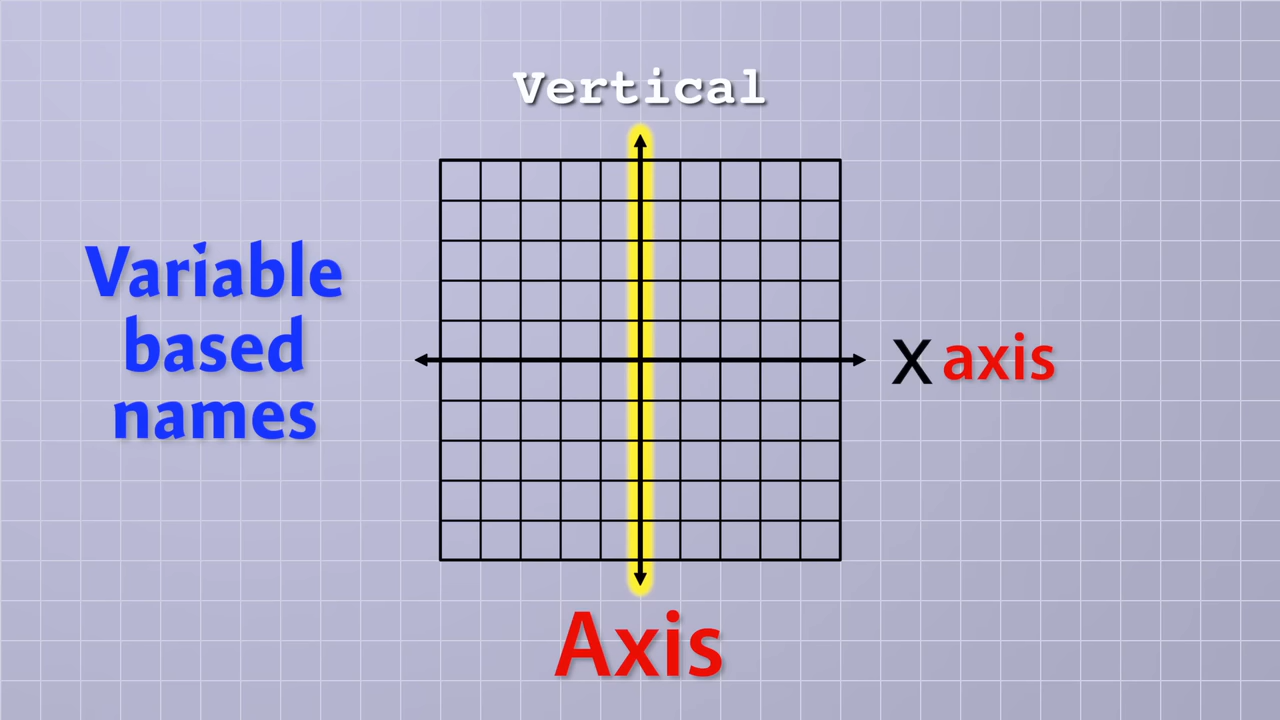 Vertical
Variable
based
names
x axis
Axis